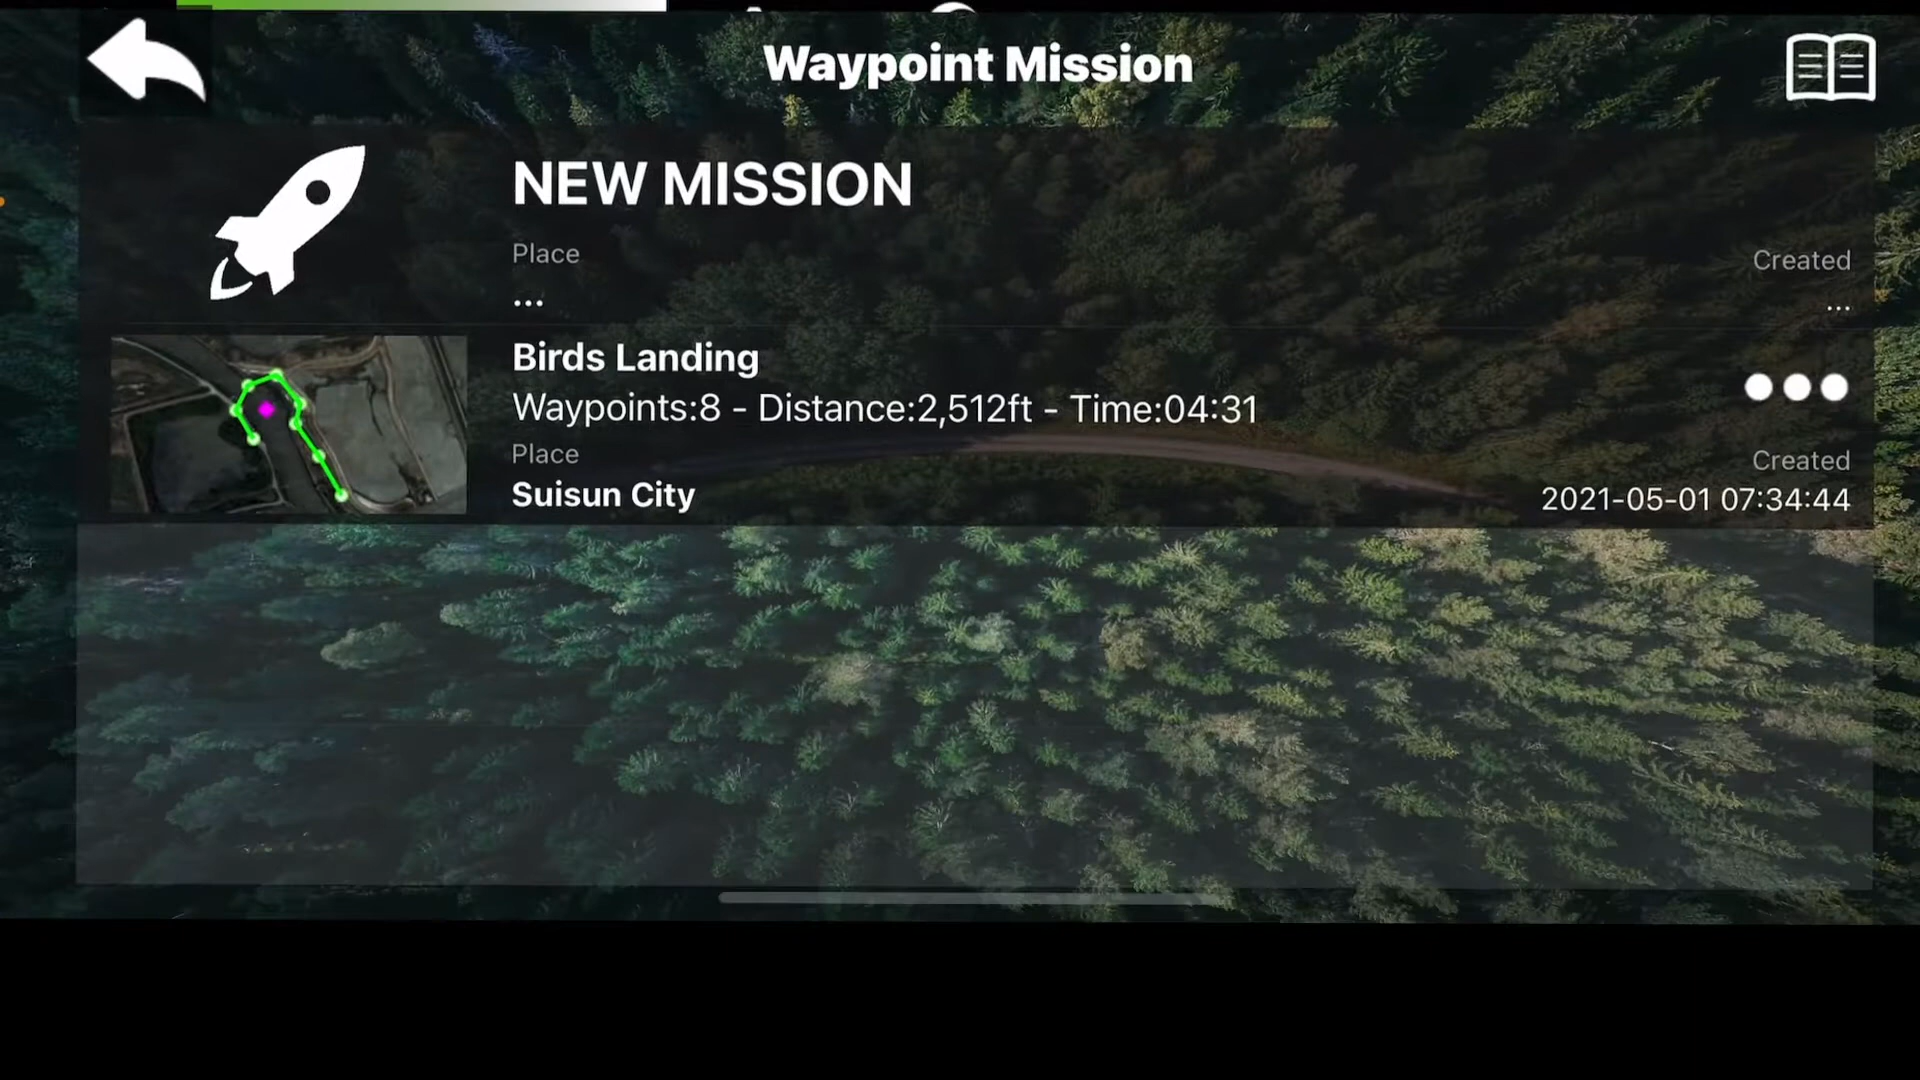 Waypoint Mission
NEW MISSION
Place
Created
...
...
Birds Landing
Waypoints:8 - Distance:2,512ft - Time:04:31
Place
Created
Suisun City
2021-05-01 07:34:44